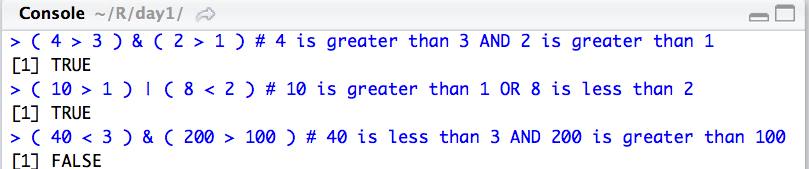 Console ~/R/day1/
> ( 4 > 3 ) & ( 2 > 1 ) # 4 is greater than 3 AND 2 is greater than 1
[1] TRUE
> ( 10 > 1 ) | ( 8 < 2 ) # 10 is greater than 1 OR 8 is less than 2
[1] TRUE
> ( 40 < 3 ) & ( 200 > 100 ) # 40 is less than 3 AND 200 is greater than 100
[1] FALSE